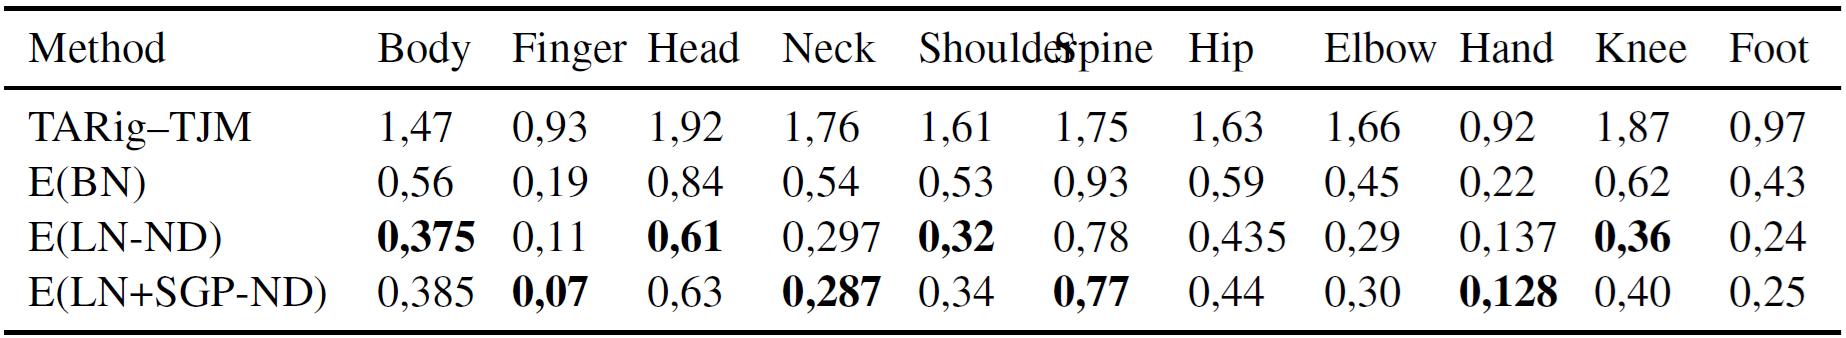 Method Body Finger Head Neck Shoulder Spine Hip Elbow Hand Knee Foot
TARig–TJM 1,47 0,93 1,92 1,76 1,61 1,75 1,63 1,66 0,92 1,87 0,97
E(BN) 0,56 0,19 0,84 0,54 0,53 0,93 0,59 0,45 0,22 0,62 0,43
E(LN-ND) 0,375 0,11 0,61 0,297 0,32 0,78 0,435 0,29 0,137 0,36 0,24
E(LN+SGP-ND) 0,385 0,07 0,63 0,287 0,34 0,77 0,44 0,30 0,128 0,40 0,25